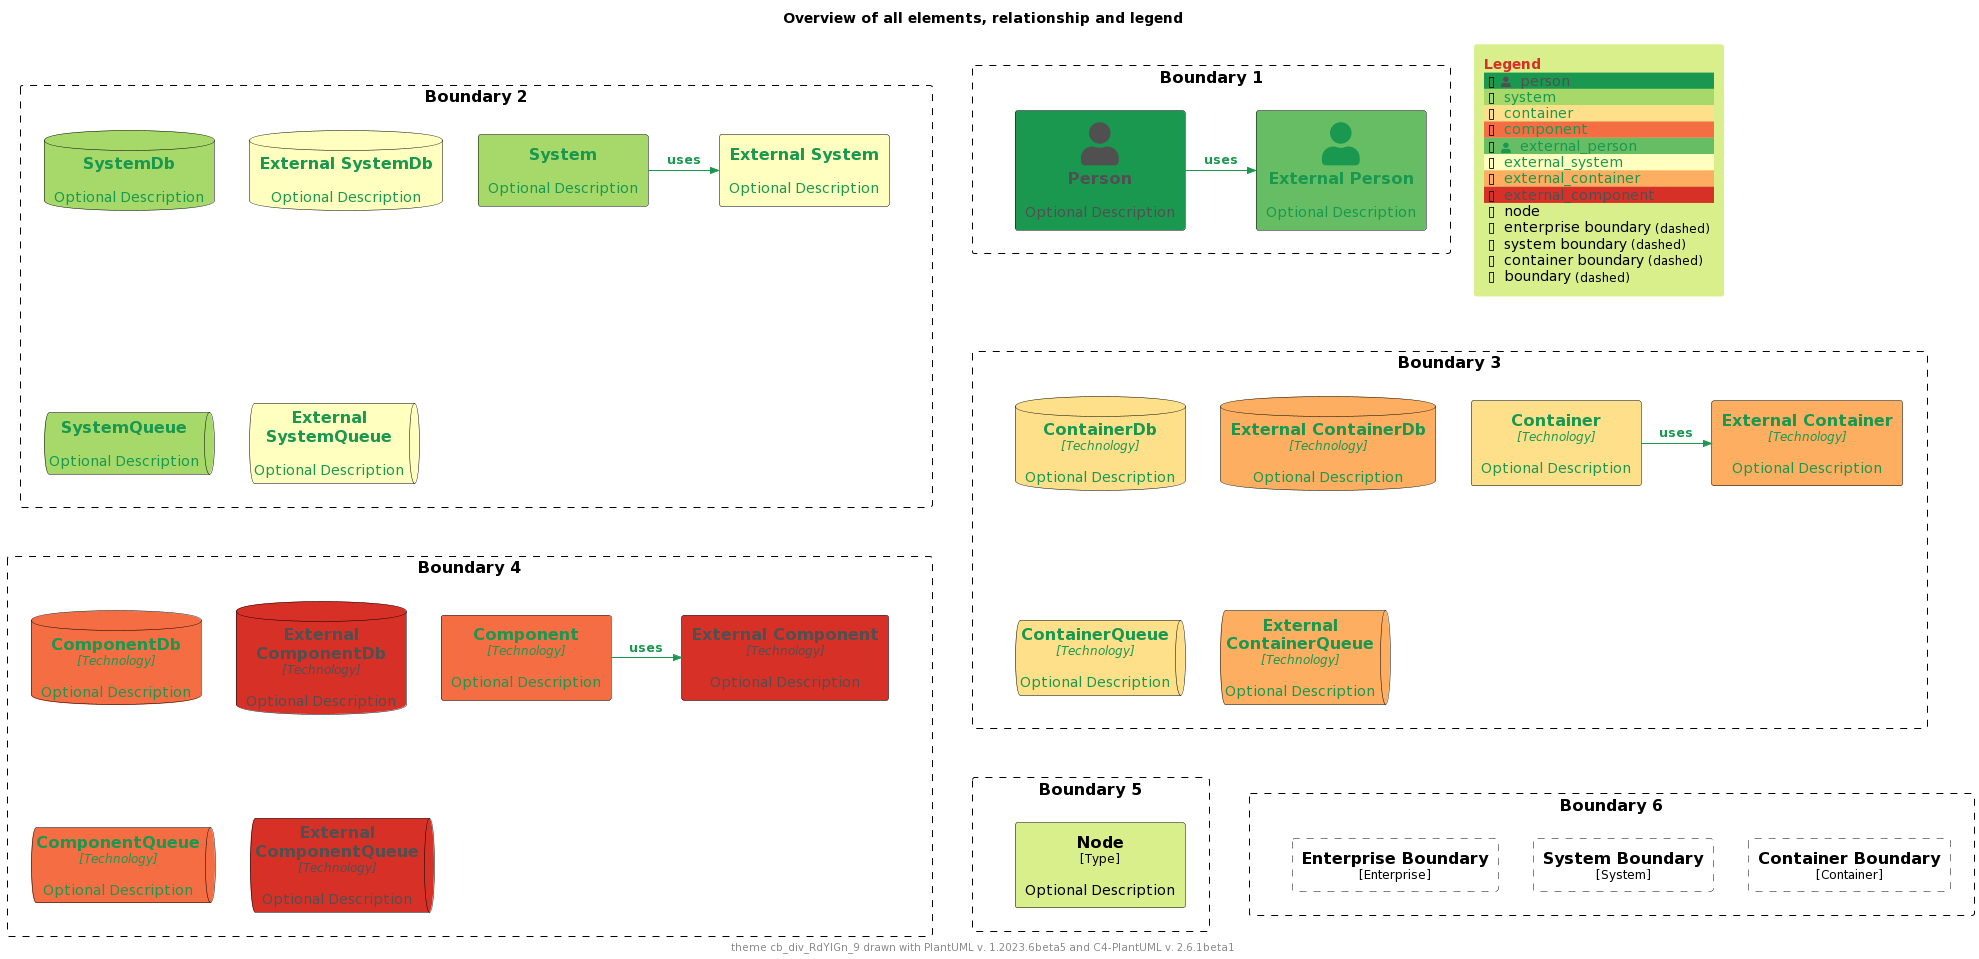 Overview of all elements, relationship and legend
Boundary 2
SystemDb
Optional Description
External SystemDb
Optional Description
System
Optional Description
uses
External System
Optional Description
SystemQueue
Optional Description
External
SystemQueue
Optional Description
Boundary 1
Person
Optional Description
uses
External Person
Optional Description
Legend
person
system
container
component
external_person
external_system
external_container
external_component
node
enterprise boundary (dashed)
system boundary (dashed)
container boundary (dashed)
boundary (dashed)
Boundary 3
ContainerDb
[Technology]
Optional Description
External ContainerDb
[Technology]
Optional Description
Container
[Technology]
Optional Description
uses
External Container
[Technology]
Optional Description
ContainerQueue
[Technology]
Optional Description
External
ContainerQueue
[Technology]
Optional Description
Boundary 4
ComponentDb
[Technology]
Optional Description
External
ComponentDb
[Technology]
Optional Description
Component
[Technology]
Optional Description
uses
External Component
[Technology]
Optional Description
ComponentQueue
[Technology]
Optional Description
External
ComponentQueue
[Technology]
Optional Description
Boundary 5
Node
[Type]
Optional Description
Boundary 6
Enterprise Boundary
[Enterprise]
System Boundary
[System]
Container Boundary
[Container]
theme cb_div_RdYlGn_9 drawn with PlantUML v. 1.2023.6beta5 and C4-PlantUML v. 2.6.1beta1